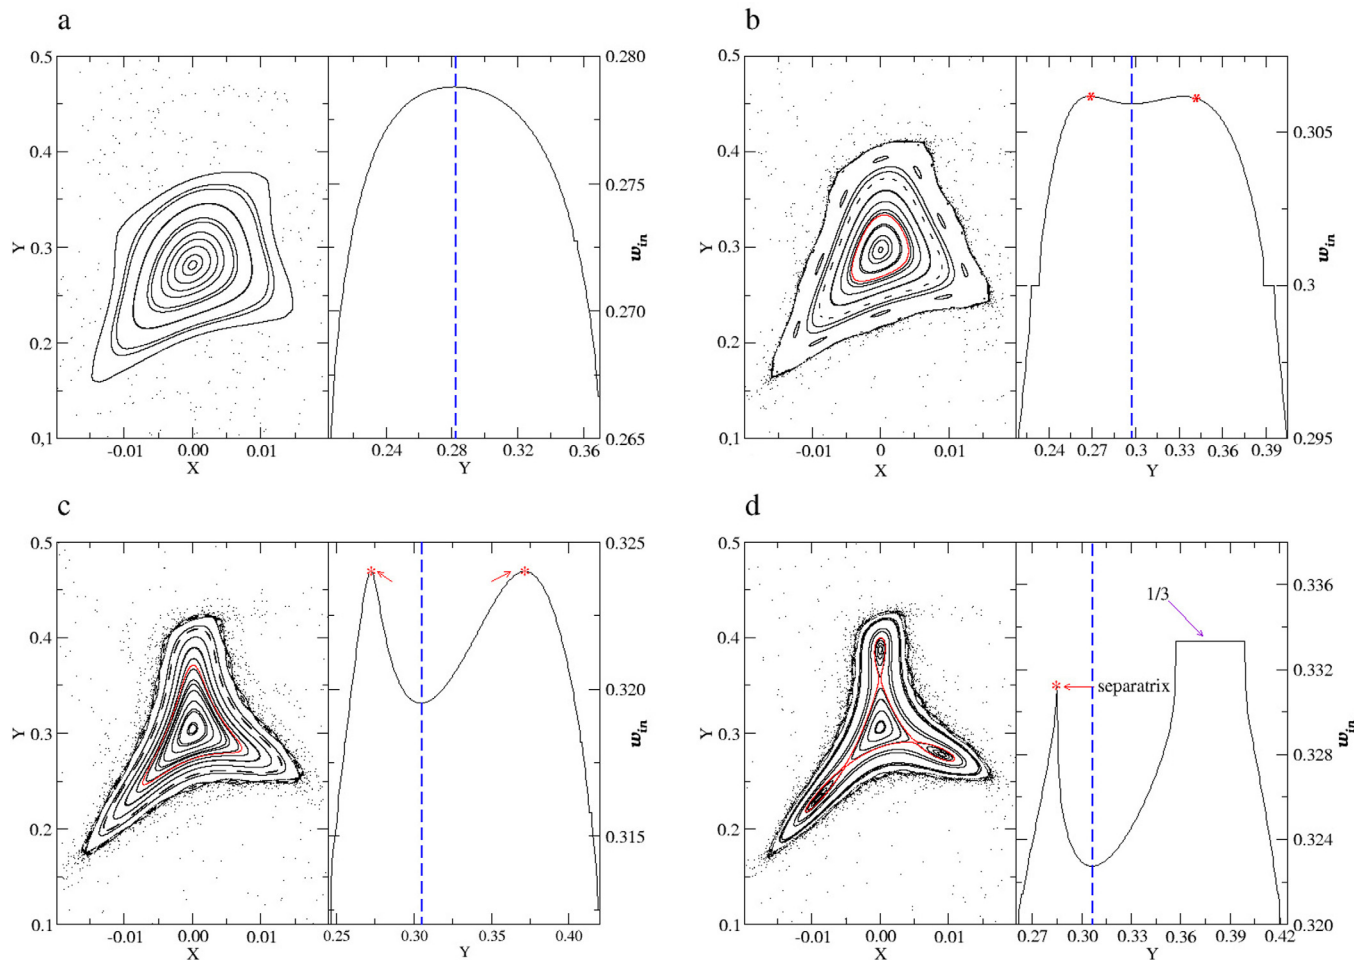 a
0.5
0.4
Y 0.3
0.2
0,1
-0.01 0.00 0.01
X
0.280
0.275
0.270
0.265
w_in
0.24 0.28 0.32 0.36
Y
b
0.5
0.4
Y 0.3
0.2
0.1
-0.01 0 0.01
X
* *
0.305
0.3
0.295
w_in
0.24 0.27 0.3 0.33 0.36 0.39
Y
c
0.5
0.4
Y 0.3
0.2
0.1
-0.01 0.00 0.01
X
* *
0.325
0.320
0.315
w_in
0.25 0.30 0.35 0.40
Y
d
0.5
0.4
Y 0.3
0.2
0.1
-0.01 0.00 0.01
X
1/3
* separatrix
0.336
0.332
0.328
0.324
0.320
w_in
0.27 0.30 0.33 0.36 0.39 0.42
Y